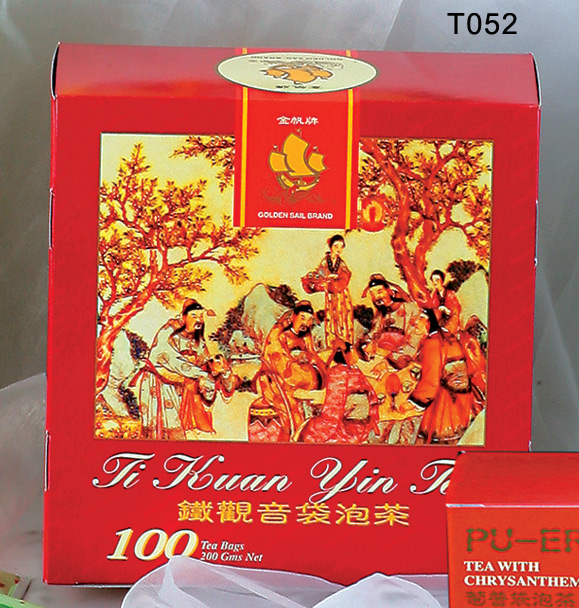 T052
金帆牌
GOLDEN SAIL BRAND
Ti Kuan Yin
鐵觀音袋泡茶
100 Tea Bags
200 Gms Net
PU-ER
TEA WITH
CHRYSANTHEM